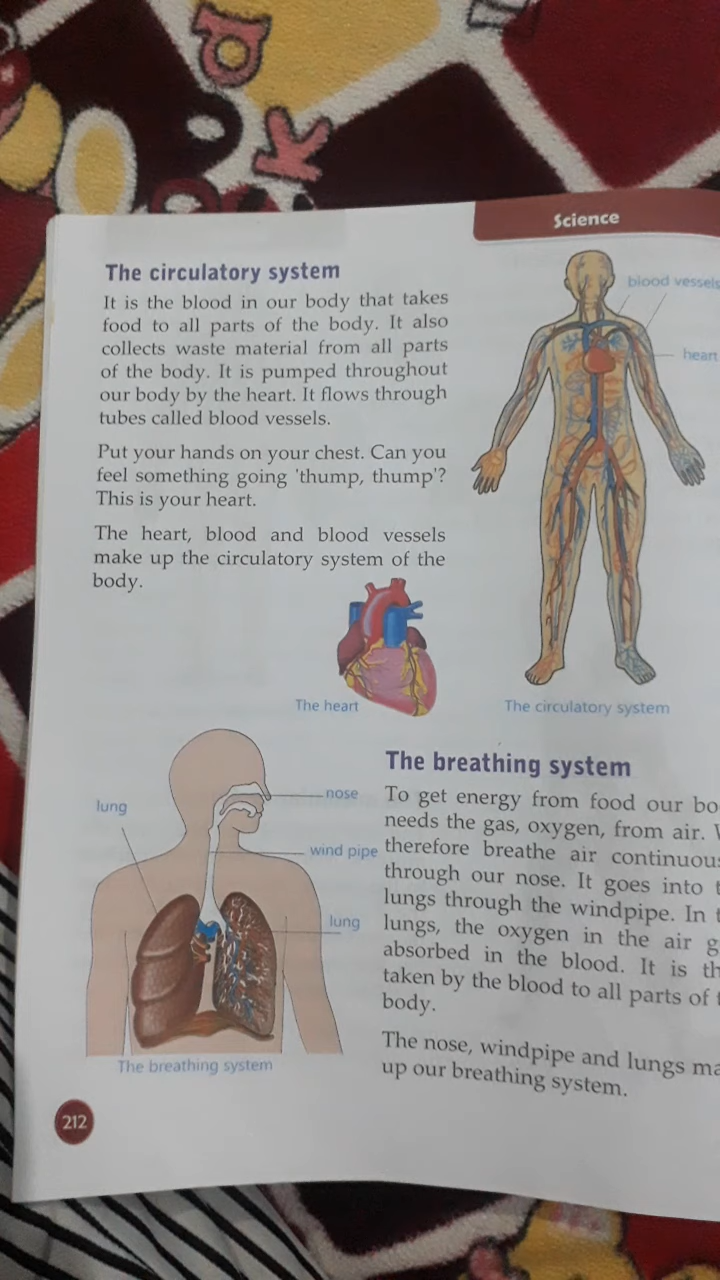 Science
The circulatory system
It is the blood in our body that takes
food to all parts of the body. It also
collects waste material from all parts
of the body. It is pumped throughout
our body by the heart. It flows through
tubes called blood vessels.
Put your hands on your chest. Can you
feel something going 'thump, thump'?
This is your heart.
The heart, blood and blood vessels
make up the circulatory system of the
body.
The heart
blood vessels
heart
The circulatory system
lung
nose
wind pipe
lung
The breathing system
The breathing system
To get energy from food our
needs the gas, oxygen, from air.
therefore breathe air
through our nose. It goes into
lungs through the windpipe. In
lungs, the oxygen in the air
absorbed in the blood. It is
taken by the blood to all parts of
body.
The nose, windpipe and lungs
up our breathing system.
212